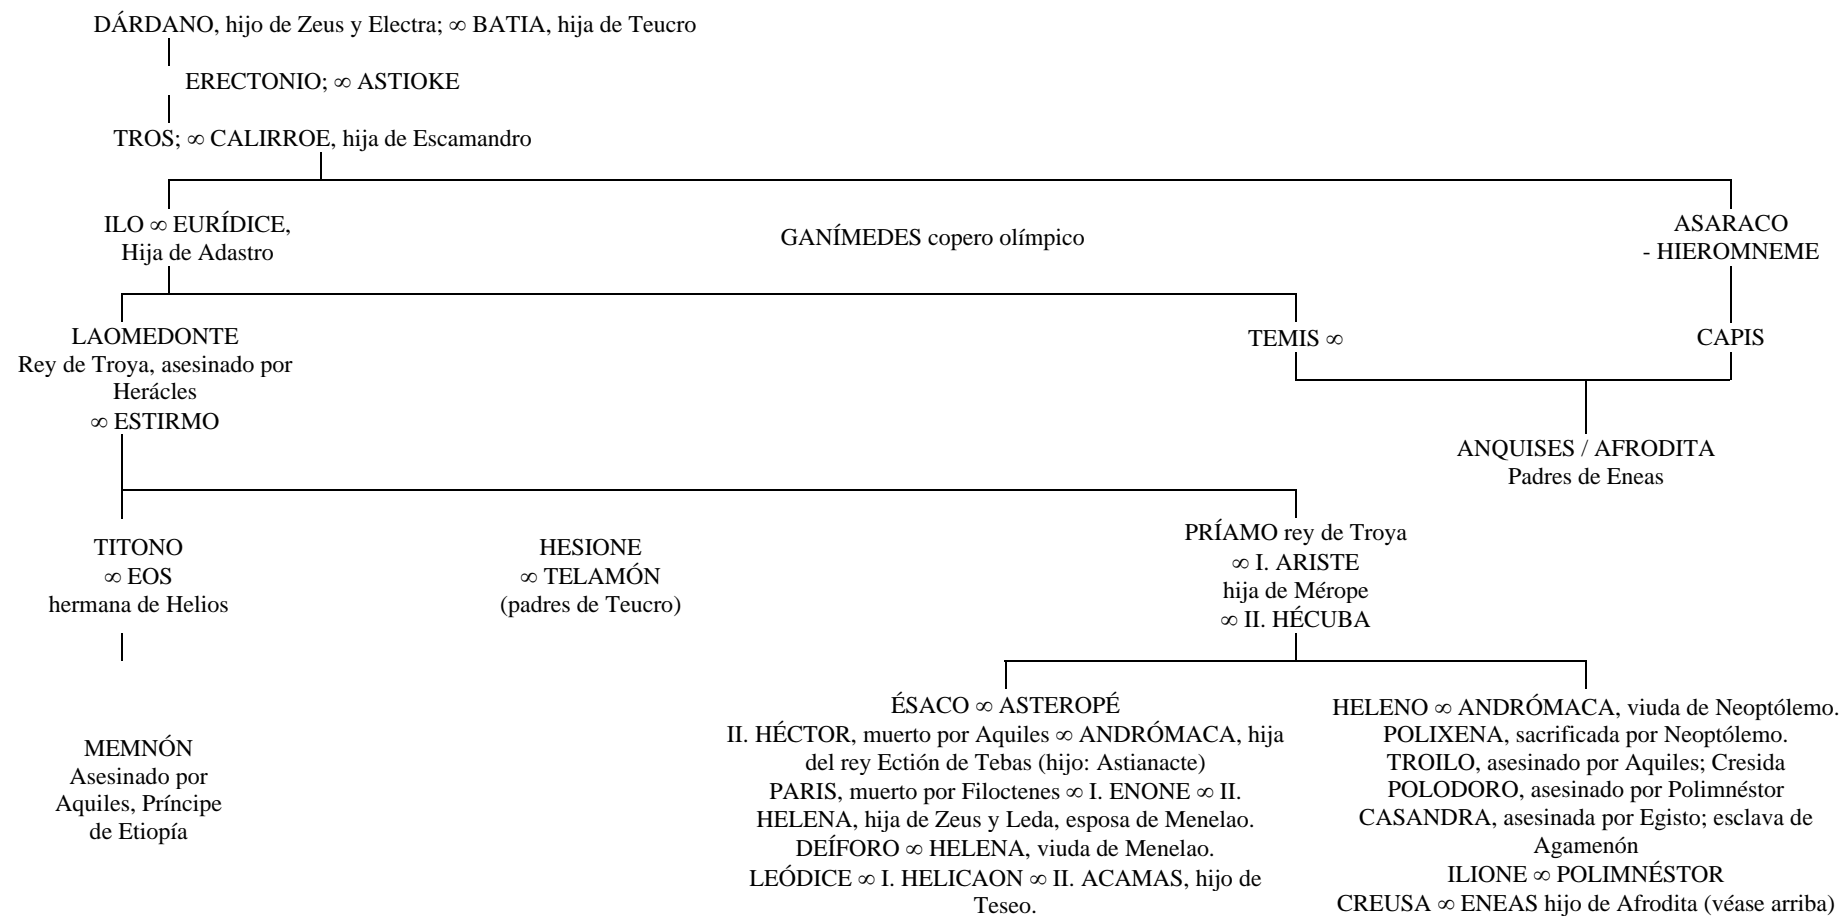 DÁRDANO, hijo de Zeus y Electra; ∞ BATIA, hija de Teucro
ERECTONIO; ∞ ASTIOKE
TROS; ∞ CALIRROE, hija de Escamandro
ILO ∞ EURÍDICE,
Hija de Adastro
GANÍMEDES copero olímpico
ASARACO
- HIEROMNEME
LAOMEDONTE
Rey de Troya, asesinado por
Herácles
∞ ESTIRMO
TEMIS ∞
CAPIS
ANQUISES / AFRODITA
Padres de Eneas
TITONO
∞ EOS
hermana de Helios
HESIONE
∞ TELAMÓN
(padres de Teucro)
PRÍAMO rey de Troya
∞ I. ARISTE
hija de Mérope
∞ II. HÉCUBA
MEMNÓN
Asesinado por
Aquiles, Príncipe
de Etiopía
ÉSACO ∞ ASTEROPÉ
II. HÉCTOR, muerto por Aquiles ∞ ANDRÓMACA, hija
del rey Ectión de Tebas (hijo: Astianacte)
PARIS, muerto por Filoctenes ∞ I. ENONE ∞ II.
HELENA, hija de Zeus y Leda, esposa de Menelao.
DEÍFORO ∞ HELENA, viuda de Menelao.
LEÓDICE ∞ I. HELICAON ∞ II. ACAMAS, hijo de
Teseo.
HELENO ∞ ANDRÓMACA, viuda de Neoptólemo.
POLIXENA, sacrificada por Neoptólemo.
TROILO, asesinado por Aquiles; Cresida
POLODORO, asesinado por Polimnéstor
CASANDRA, asesinada por Egisto; esclava de
Agamenón
ILIONE ∞ POLIMNÉSTOR
CREUSA ∞ ENEAS hijo de Afrodita (véase arriba)